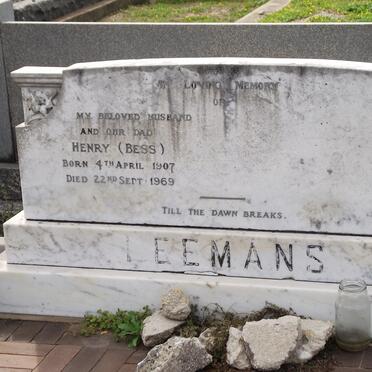 IN LOVING MEMORY
OF
MY BELOVED HUSBAND
AND OUR DAD
HENRY (BESS)
BORN 4TH APRIL 1907
DIED 22ND SEPT 1969
TILL THE DAWN BREAKS.
LEEMANS